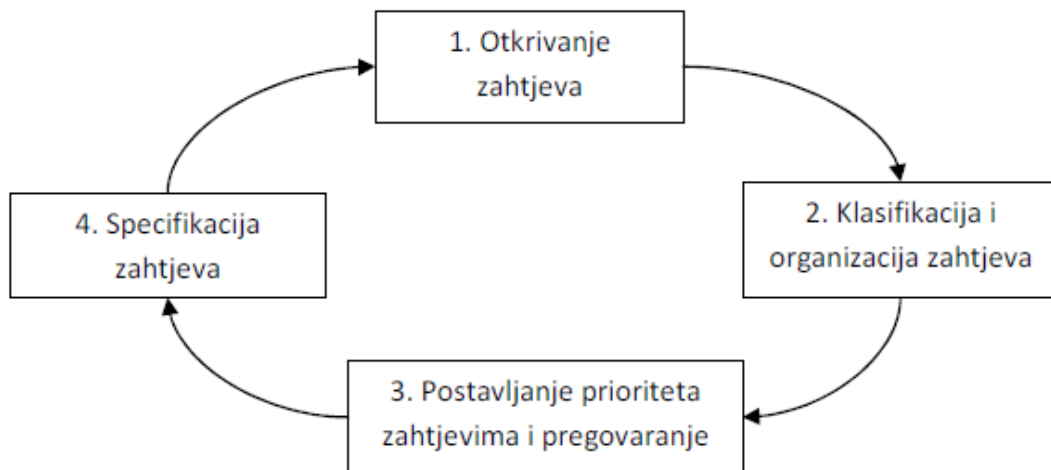 1. Otkrivanje
zahtjeva
2. Klasifikacija i
organizacija zahtjeva
3. Postavljanje prioriteta
zahtjevima i pregovaranje
4. Specifikacija
zahtjeva